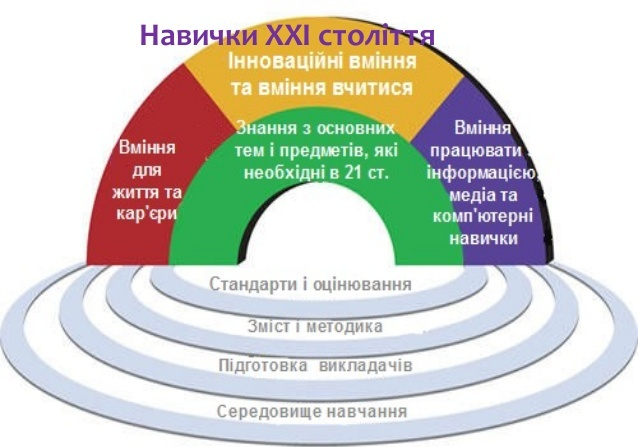 Навички XXI століття
Інноваційні вміння
та вміння вчитися
Знання з основних
тем і предметів, які
необхідні в 21 ст.
Вміння
для
життя та
кар'єри
Вміння
працювати з
інформацією,
медіа та
комп'ютерні
навички
Стандарти і оцінювання
Зміст і методика
Підготовка викладачів
Середовище навчання